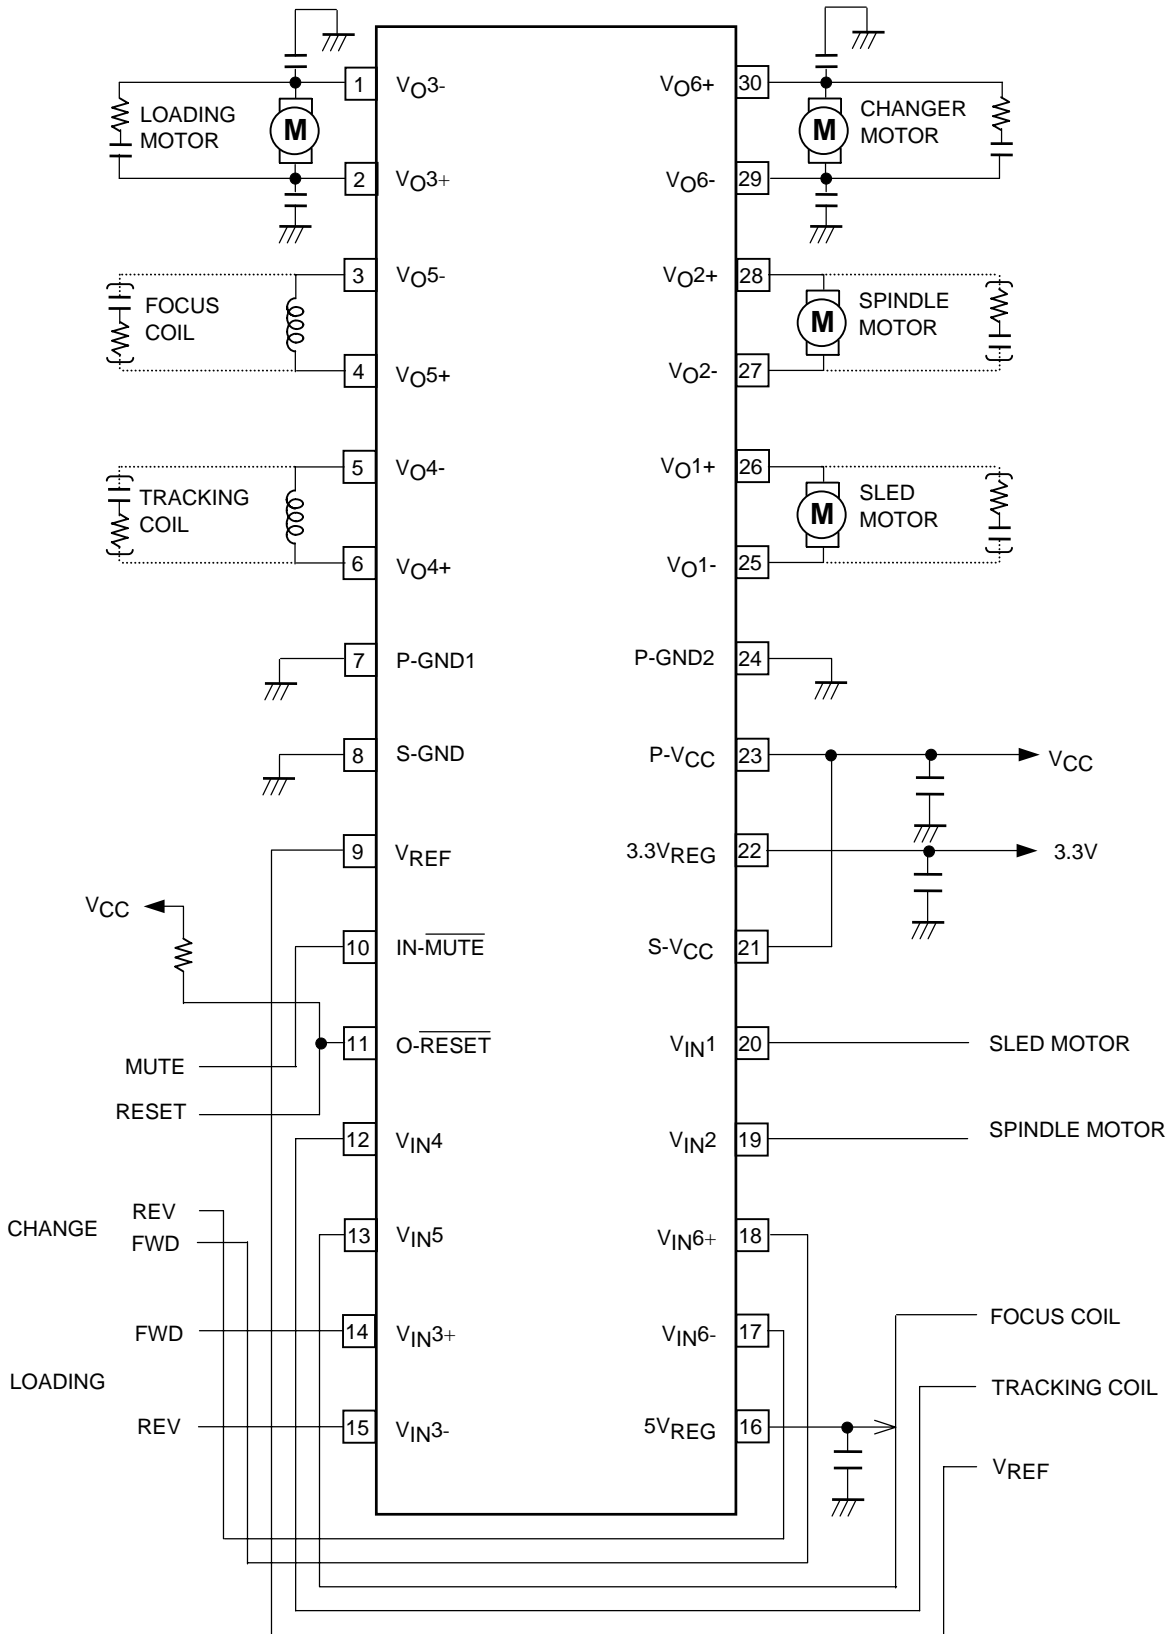 1 VO3-
VO6+ 30
LOADING
MOTOR
M
M
CHANGER
MOTOR
2 VO3+
VO6- 29
3 VO5-
VO2+ 28
FOCUS
COIL
M
SPINDLE
MOTOR
4 VO5+
VO2- 27
5 VO4-
VO1+ 26
TRACKING
COIL
M
SLED
MOTOR
6 VO4+
VO1- 25
7 P-GND1
P-GND2 24
8 S-GND
P-VCC 23
VCC
9 VREF
3.3VREG 22
3.3V
VCC
10 IN-MUTE
S-VCC 21
11 O-RESET
VIN1 20
SLED MOTOR
MUTE
RESET
12 VIN4
VIN2 19
SPINDLE MOTOR
CHANGE
REV
FWD
13 VIN5
VIN6+ 18
FOCUS COIL
FWD
14 VIN3+
VIN6- 17
LOADING
TRACKING COIL
REV
15 VIN3-
5VREG 16
VREF